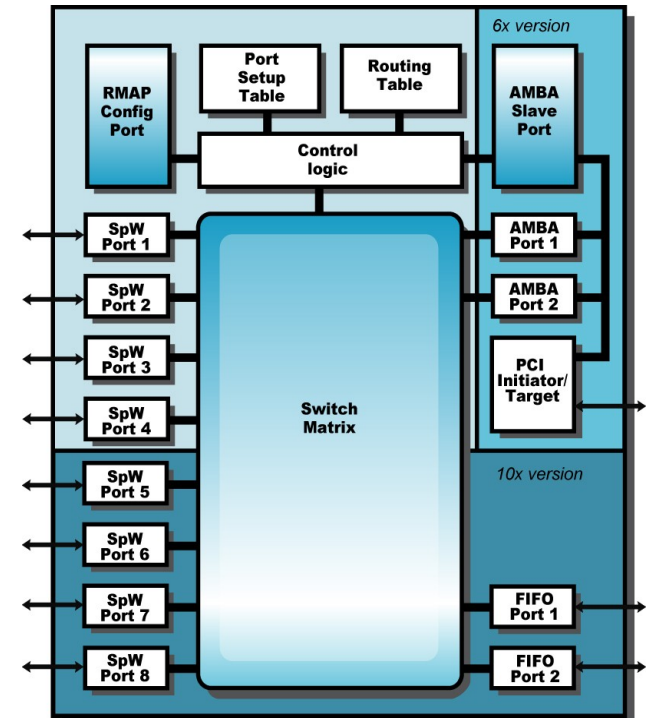 6x version
RMAP
Config
Port
Port
Setup
Table
Routing
Table
AMBA
Slave
Port
Control
logic
SpW
Port 1
AMBA
Port 1
SpW
Port 2
AMBA
Port 2
SpW
Port 3
PCI
Initiator/
Target
SpW
Port 4
Switch
Matrix
SpW
Port 5
10x version
SpW
Port 6
SpW
Port 7
FIFO
Port 1
SpW
Port 8
FIFO
Port 2